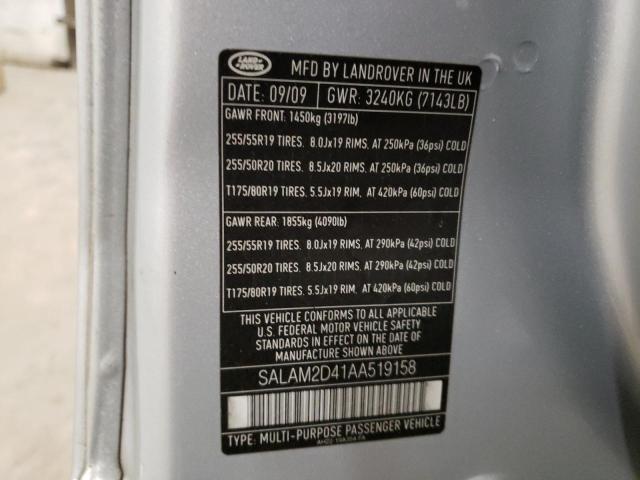 LAND ROVER
MFD BY LANDROVER IN THE UK
DATE: 09/09 GWR: 3240KG (7143LB)
GAWR FRONT: 1450kg (3197lb)
255/55R19 TIRES. 8.0Jx19 RIMS, AT 250kPa (36psi) COLD
255/50R20 TIRES. 8.5Jx20 RIMS, AT 250kPa (36psi) COLD
T175/80R19 TIRES. 5.5Jx19 RIM, AT 420kPa (60psi) COLD
GAWR REAR: 1855kg (4090lb)
255/55R19 TIRES. 8.0Jx19 RIMS, AT 290kPa (42psi) COLD
255/50R20 TIRES. 8.5Jx20 RIMS, AT 290kPa (42psi) COLD
T175/80R19 TIRES. 5.5Jx19 RIM, AT 420kPa (60psi) COLD
THIS VEHICLE CONFORMS TO ALL APPLICABLE
U.S. FEDERAL MOTOR VEHICLE SAFETY
STANDARDS IN EFFECT ON THE DATE OF
MANUFACTURE SHOWN ABOVE
SALAM2D41AA519158
TYPE: MULTI-PURPOSE PASSENGER VEHICLE